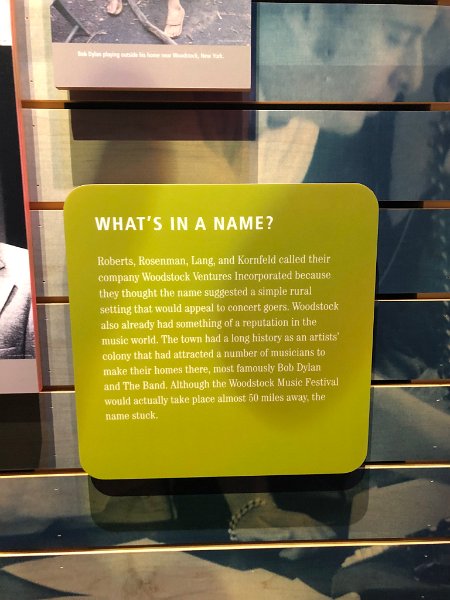 Bob Dylan playing outside his home near Woodstock, New York.
WHAT'S IN A NAME?
Roberts, Rosenman, Lang, and Kornfeld called their
company Woodstock Ventures Incorporated because
they thought the name suggested a simple rural
setting that would appeal to concert goers. Woodstock
also already had something of a reputation in the
music world. The town had a long history as an artists'
colony that had attracted a number of musicians to
make their homes there, most famously Bob Dylan
and The Band. Although the Woodstock Music Festival
would actually take place almost 50 miles away, the
name stuck.